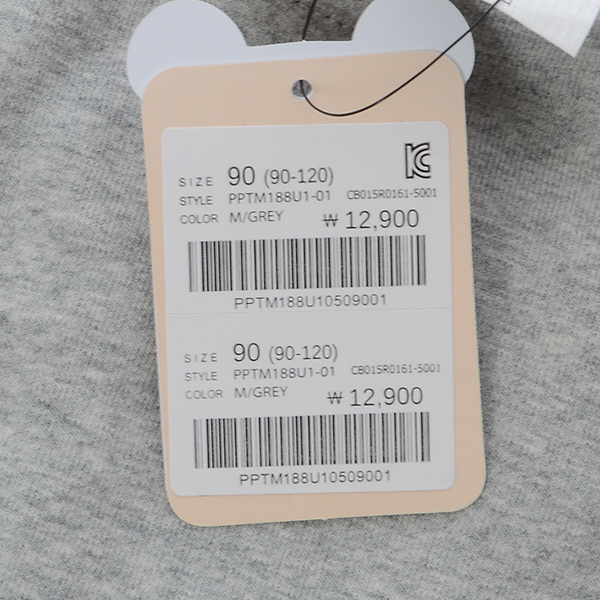 SIZE 90 (90-120)
STYLE PPTM188U1-01 CB015R0161-5001
COLOR M/GREY ₩ 12,900
PPTM188U10509001
SIZE 90 (90-120)
STYLE PPTM188U1-01 CB015R0161-5001
COLOR M/GREY ₩ 12,900
PPTM188U10509001